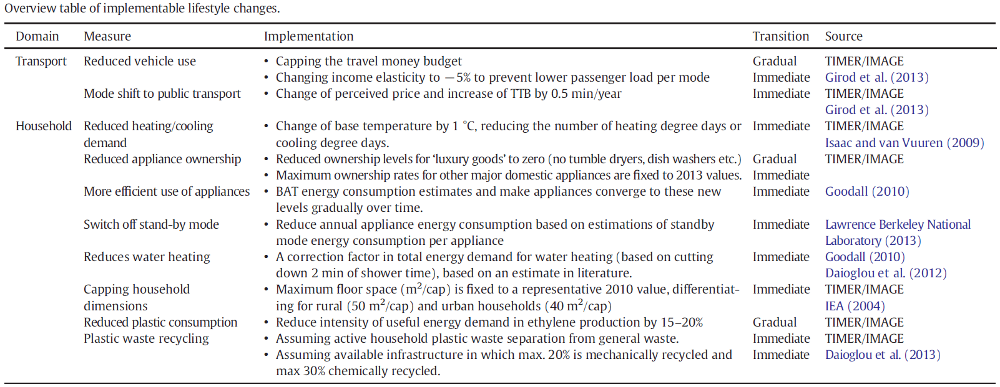 Overview table of implementable lifestyle changes.
Domain Measure Implementation Transition Source
Transport Reduced vehicle use • Capping the travel money budget Gradual TIMER/IMAGE
• Changing income elasticity to −5% to prevent lower passenger load per mode Immediate Girod et al. (2013)
Mode shift to public transport • Change of perceived price and increase of TTB by 0.5 min/year Immediate TIMER/IMAGE
Girod et al. (2013)
Household Reduced heating/cooling • Change of base temperature by 1 °C, reducing the number of heating degree days or Immediate TIMER/IMAGE
demand cooling degree days. Isaac and van Vuuren (2009)
Reduced appliance ownership • Reduced ownership levels for ‘luxury goods’ to zero (no tumble dryers, dish washers etc.) Gradual TIMER/IMAGE
• Maximum ownership rates for other major domestic appliances are fixed to 2013 values. Immediate
More efficient use of appliances • BAT energy consumption estimates and make appliances converge to these new Immediate Goodall (2010)
levels gradually over time.
Switch off stand-by mode • Reduce annual appliance energy consumption based on estimations of standby Immediate Lawrence Berkeley National
mode energy consumption per appliance Laboratory (2013)
Reduces water heating • A correction factor in total energy demand for water heating (based on cutting Immediate Goodall (2010)
down 2 min of shower time), based on an estimate in literature. Daioglou et al. (2012)
Capping household • Maximum floor space (m²/cap) is fixed to a representative 2010 value, differentiat- Immediate TIMER/IMAGE
dimensions ing for rural (50 m²/cap) and urban households (40 m²/cap) IEA (2004)
Reduced plastic consumption • Reduce intensity of useful energy demand in ethylene production by 15–20% Gradual TIMER/IMAGE
Plastic waste recycling • Assuming active household plastic waste separation from general waste. Immediate TIMER/IMAGE
• Assuming available infrastructure in which max. 20% is mechanically recycled and Immediate Daioglou et al. (2013)
max 30% chemically recycled.